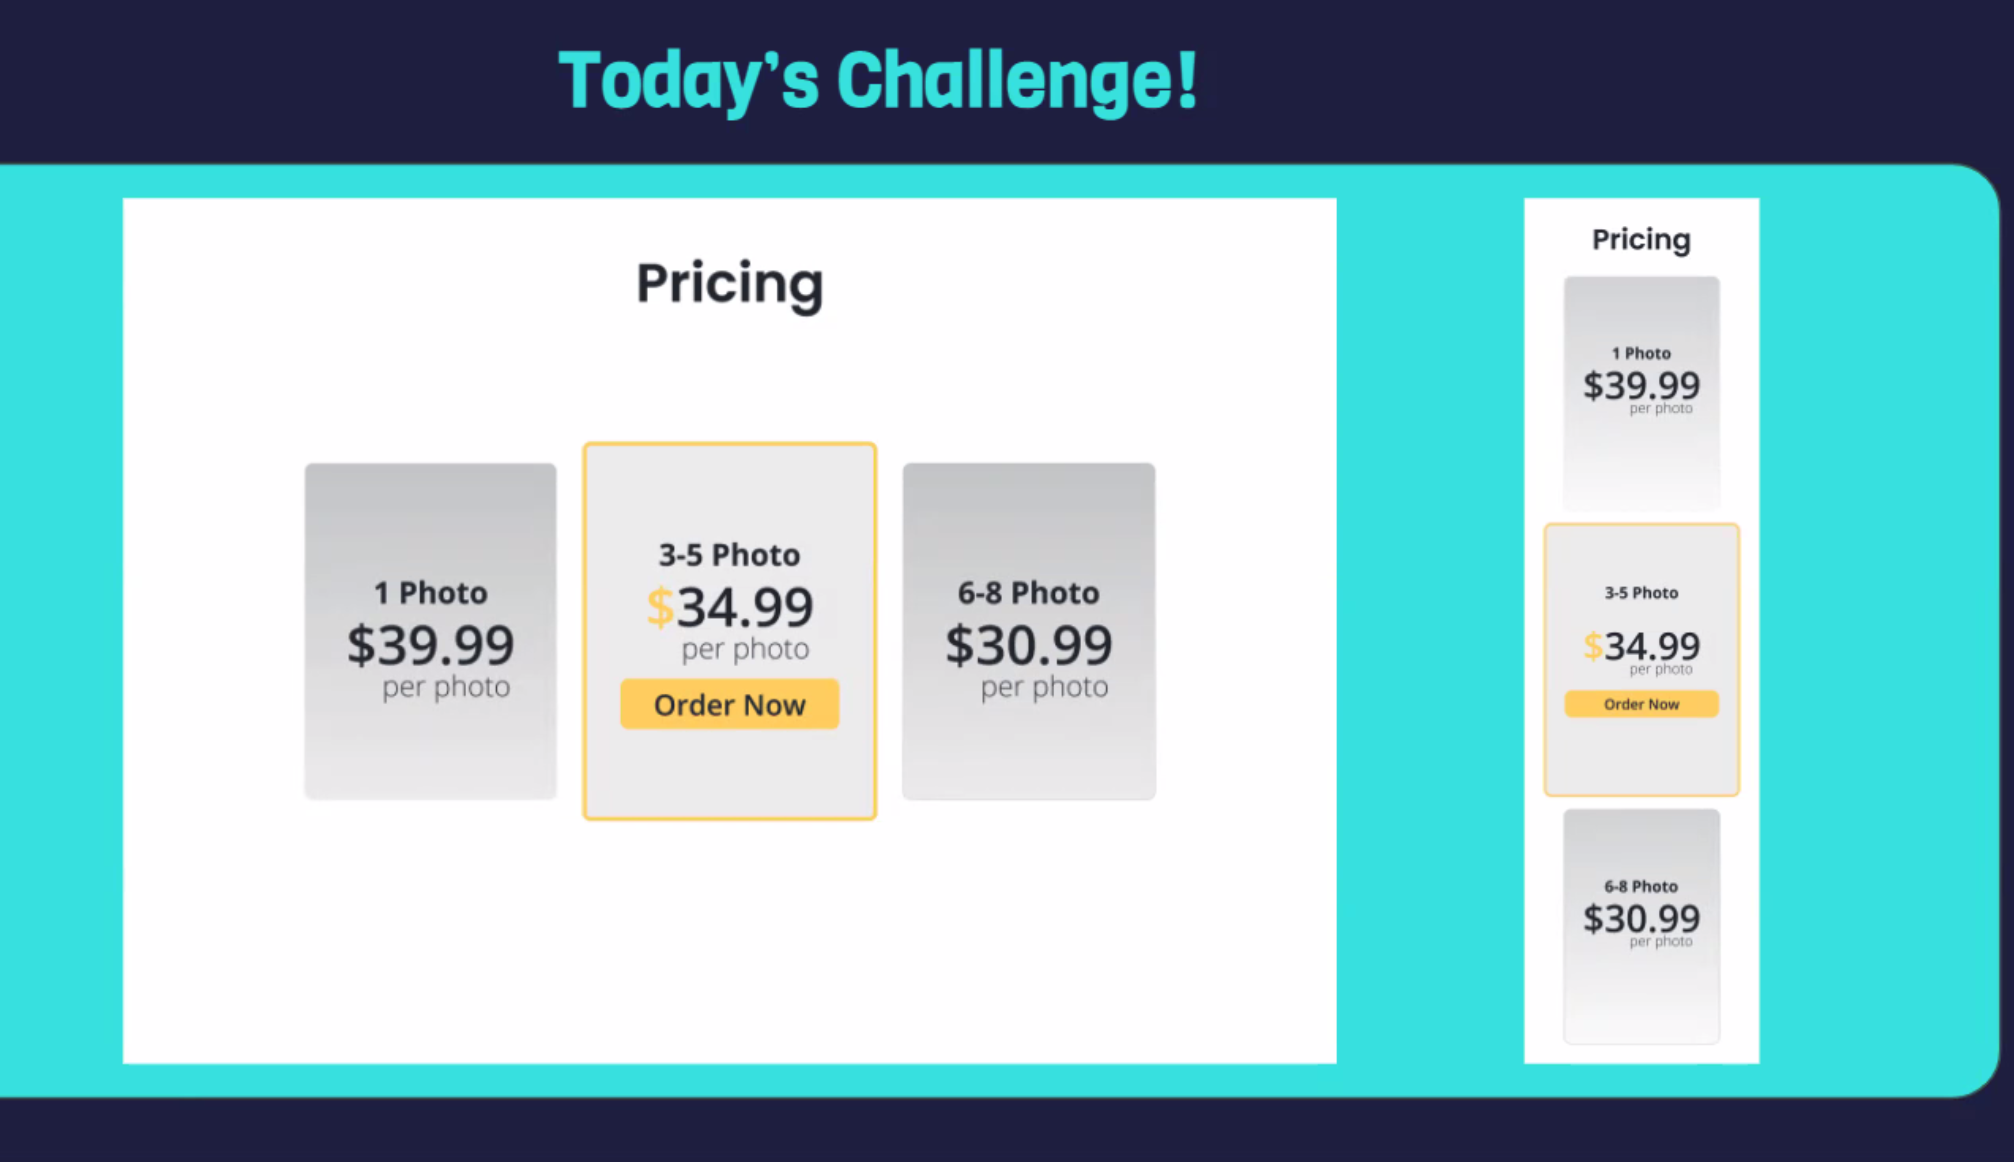 Today's Challenge!
Pricing
1 Photo
$39.99
per photo
3-5 Photo
$34.99
per photo
Order Now
6-8 Photo
$30.99
per photo
Pricing
1 Photo
$39.99
per photo
3-5 Photo
$34.99
per photo
Order Now
6-8 Photo
$30.99
per photo